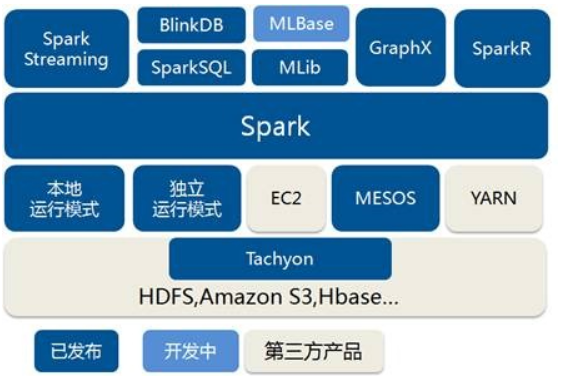 Spark
Streaming
BlinkDB
MLBase
GraphX
SparkR
SparkSQL
MLib
Spark
本地
运行模式
独立
运行模式
EC2
MESOS
YARN
Tachyon
HDFS,Amazon S3,Hbase...
已发布
开发中
第三方产品